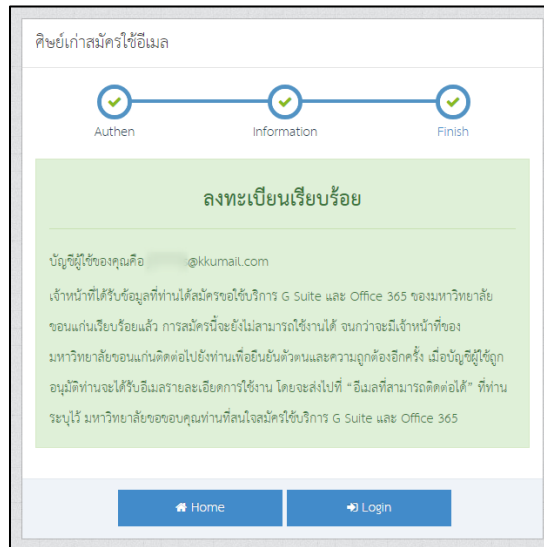 ศิษย์เก่าสมัครใช้อีเมล
Authen Information Finish
ลงทะเบียนเรียบร้อย
บัญชีผู้ใช้ของคุณคือ @kkumail.com
เจ้าหน้าที่ได้รับข้อมูลที่ท่านได้สมัครขอใช้บริการ G Suite และ Office 365 ของมหาวิทยาลัย
ขอนแก่นเรียบร้อยแล้ว การสมัครนี้จะยังไม่สามารถใช้งานได้ จนกว่าจะมีเจ้าหน้าที่ของ
มหาวิทยาลัยขอนแก่นติดต่อไปยังท่านเพื่อยืนยันตัวตนและความถูกต้องอีกครั้ง เมื่อบัญชีผู้ใช้ถูก
อนุมัติท่านจะได้รับอีเมลรายละเอียดการใช้งาน โดยจะส่งไปที่ “อีเมลที่สามารถติดต่อได้” ที่ท่าน
ระบุไว้ มหาวิทยาลัยขอขอบคุณท่านที่สนใจสมัครใช้บริการ G Suite และ Office 365
Home Login